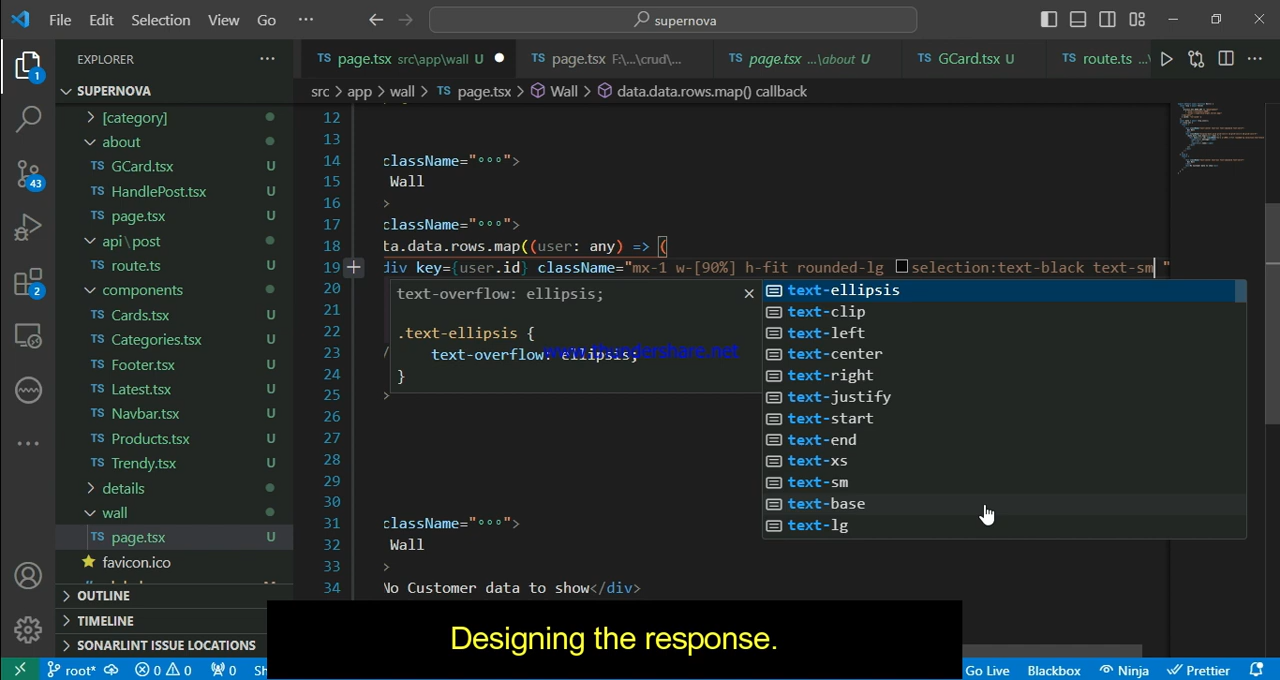 File Edit Selection View Go ··· supernova
EXPLORER ···
page.tsx src\app\wall U
page.tsx F:\...\crud\...
page.tsx ...\about U
GCard.tsx U
route.ts ...\
SUPERNOVA
src > app > wall > TS page.tsx > Wall > data.data.rows.map() callback
[category]
about
TS GCard.tsx U
TS HandlePost.tsx U
TS page.tsx U
api\post
TS route.ts U
components
TS Cards.tsx U
TS Categories.tsx U
TS Footer.tsx U
TS Latest.tsx U
TS Navbar.tsx U
TS Products.tsx U
TS Trendy.tsx U
details
wall
TS page.tsx U
favicon.ico
OUTLINE
TIMELINE
SONARLINT ISSUE LOCATIONS
1
43
2
12
13
14 className="···">
15 Wall
16 >
17 className="···">
18 ta.data.rows.map((user: any) => (
19 div key={user.id} className="mx-1 w-[90%] h-fit rounded-lg selection:text-black text-sm "
20
21
22
23 /
24
25 >
26
27
28
29
30
31 className="···">
32 Wall
33 >
34 No Customer data to show</div>
text-overflow: ellipsis;
.text-ellipsis {
text-overflow: ellipsis;
}
www.thundershare.net
text-ellipsis
text-clip
text-left
text-center
text-right
text-justify
text-start
text-end
text-xs
text-sm
text-base
text-lg
Designing the response.
root* 0 0 0 Sh Go Live Blackbox Ninja Prettier